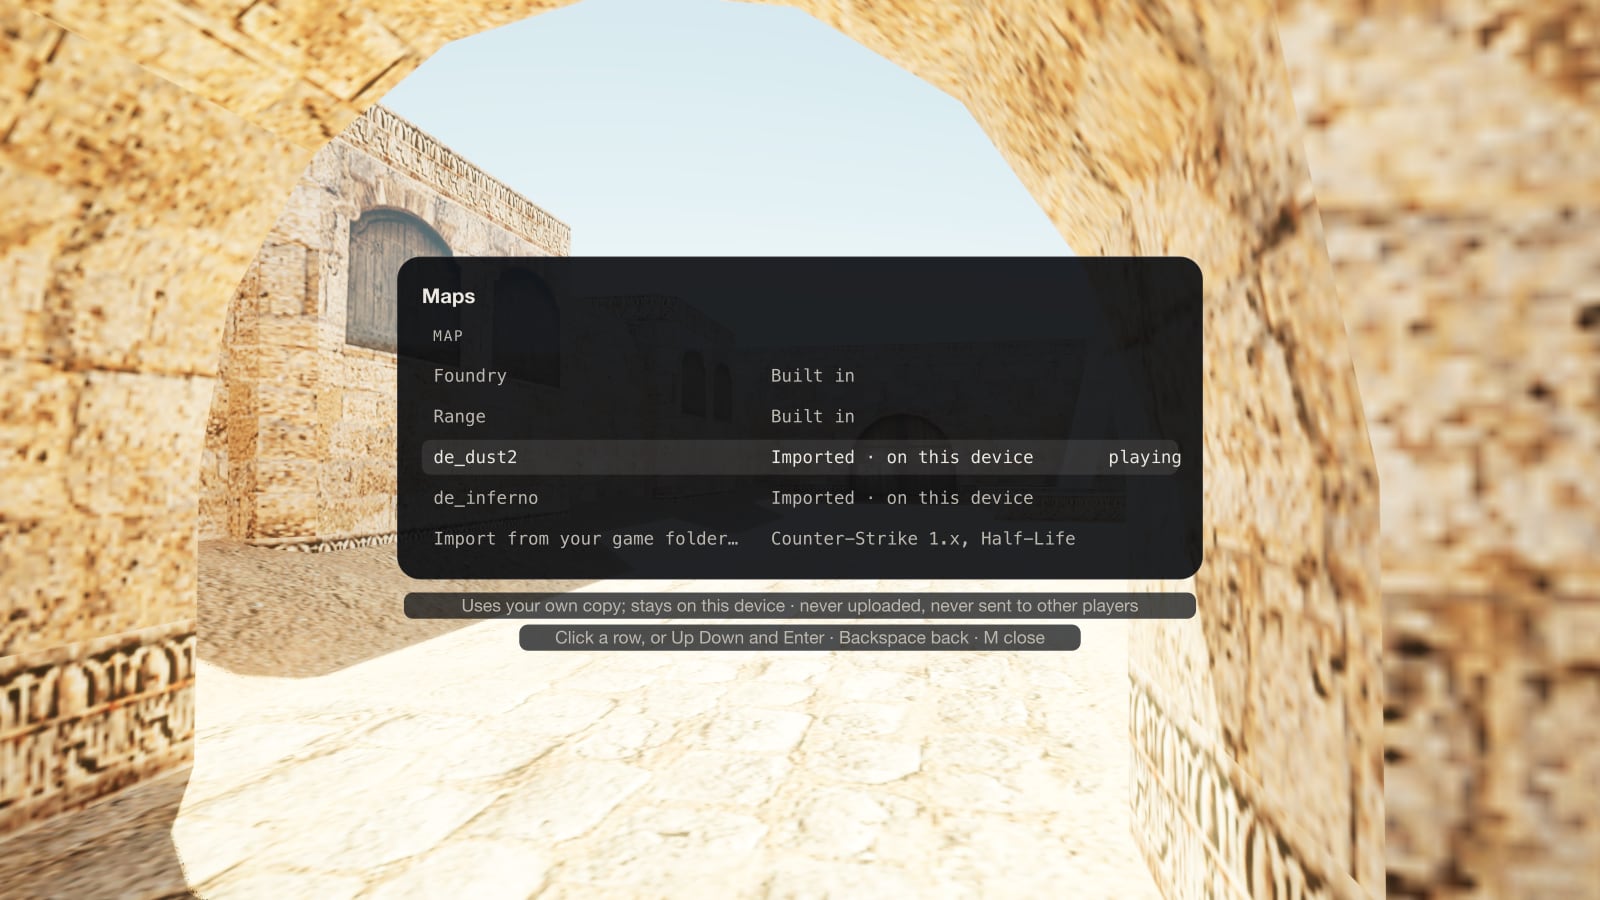 Maps
MAP
Foundry Built in
Range Built in
de_dust2 Imported · on this device playing
de_inferno Imported · on this device
Import from your game folder… Counter-Strike 1.x, Half-Life
Uses your own copy; stays on this device · never uploaded, never sent to other players
Click a row, or Up Down and Enter · Backspace back · M close